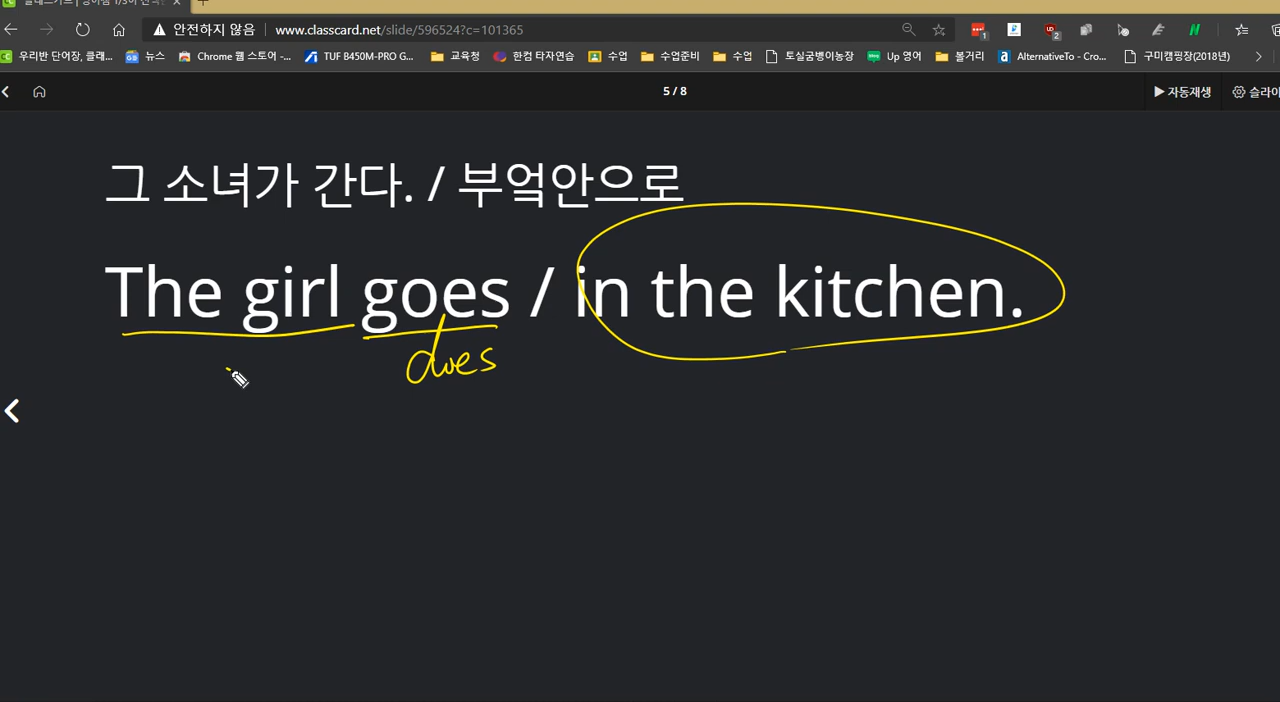 안전하지 않음 www.classcard.net/slide/596524?c=101365
우리반 단어장, 클래... 뉴스 Chrome 웹 스토어 -... TUF B450M-PRO G... 교육청 한컴 타자연습 수업 수업준비 수업 토실굼벵이농장 Up 영어 볼거리 AlternativeTo - Cro... 구미캠핑장(2018년)
5 / 8 자동재생 슬라이
그 소녀가 간다. / 부엌안으로
The girl goes / in the kitchen.
does